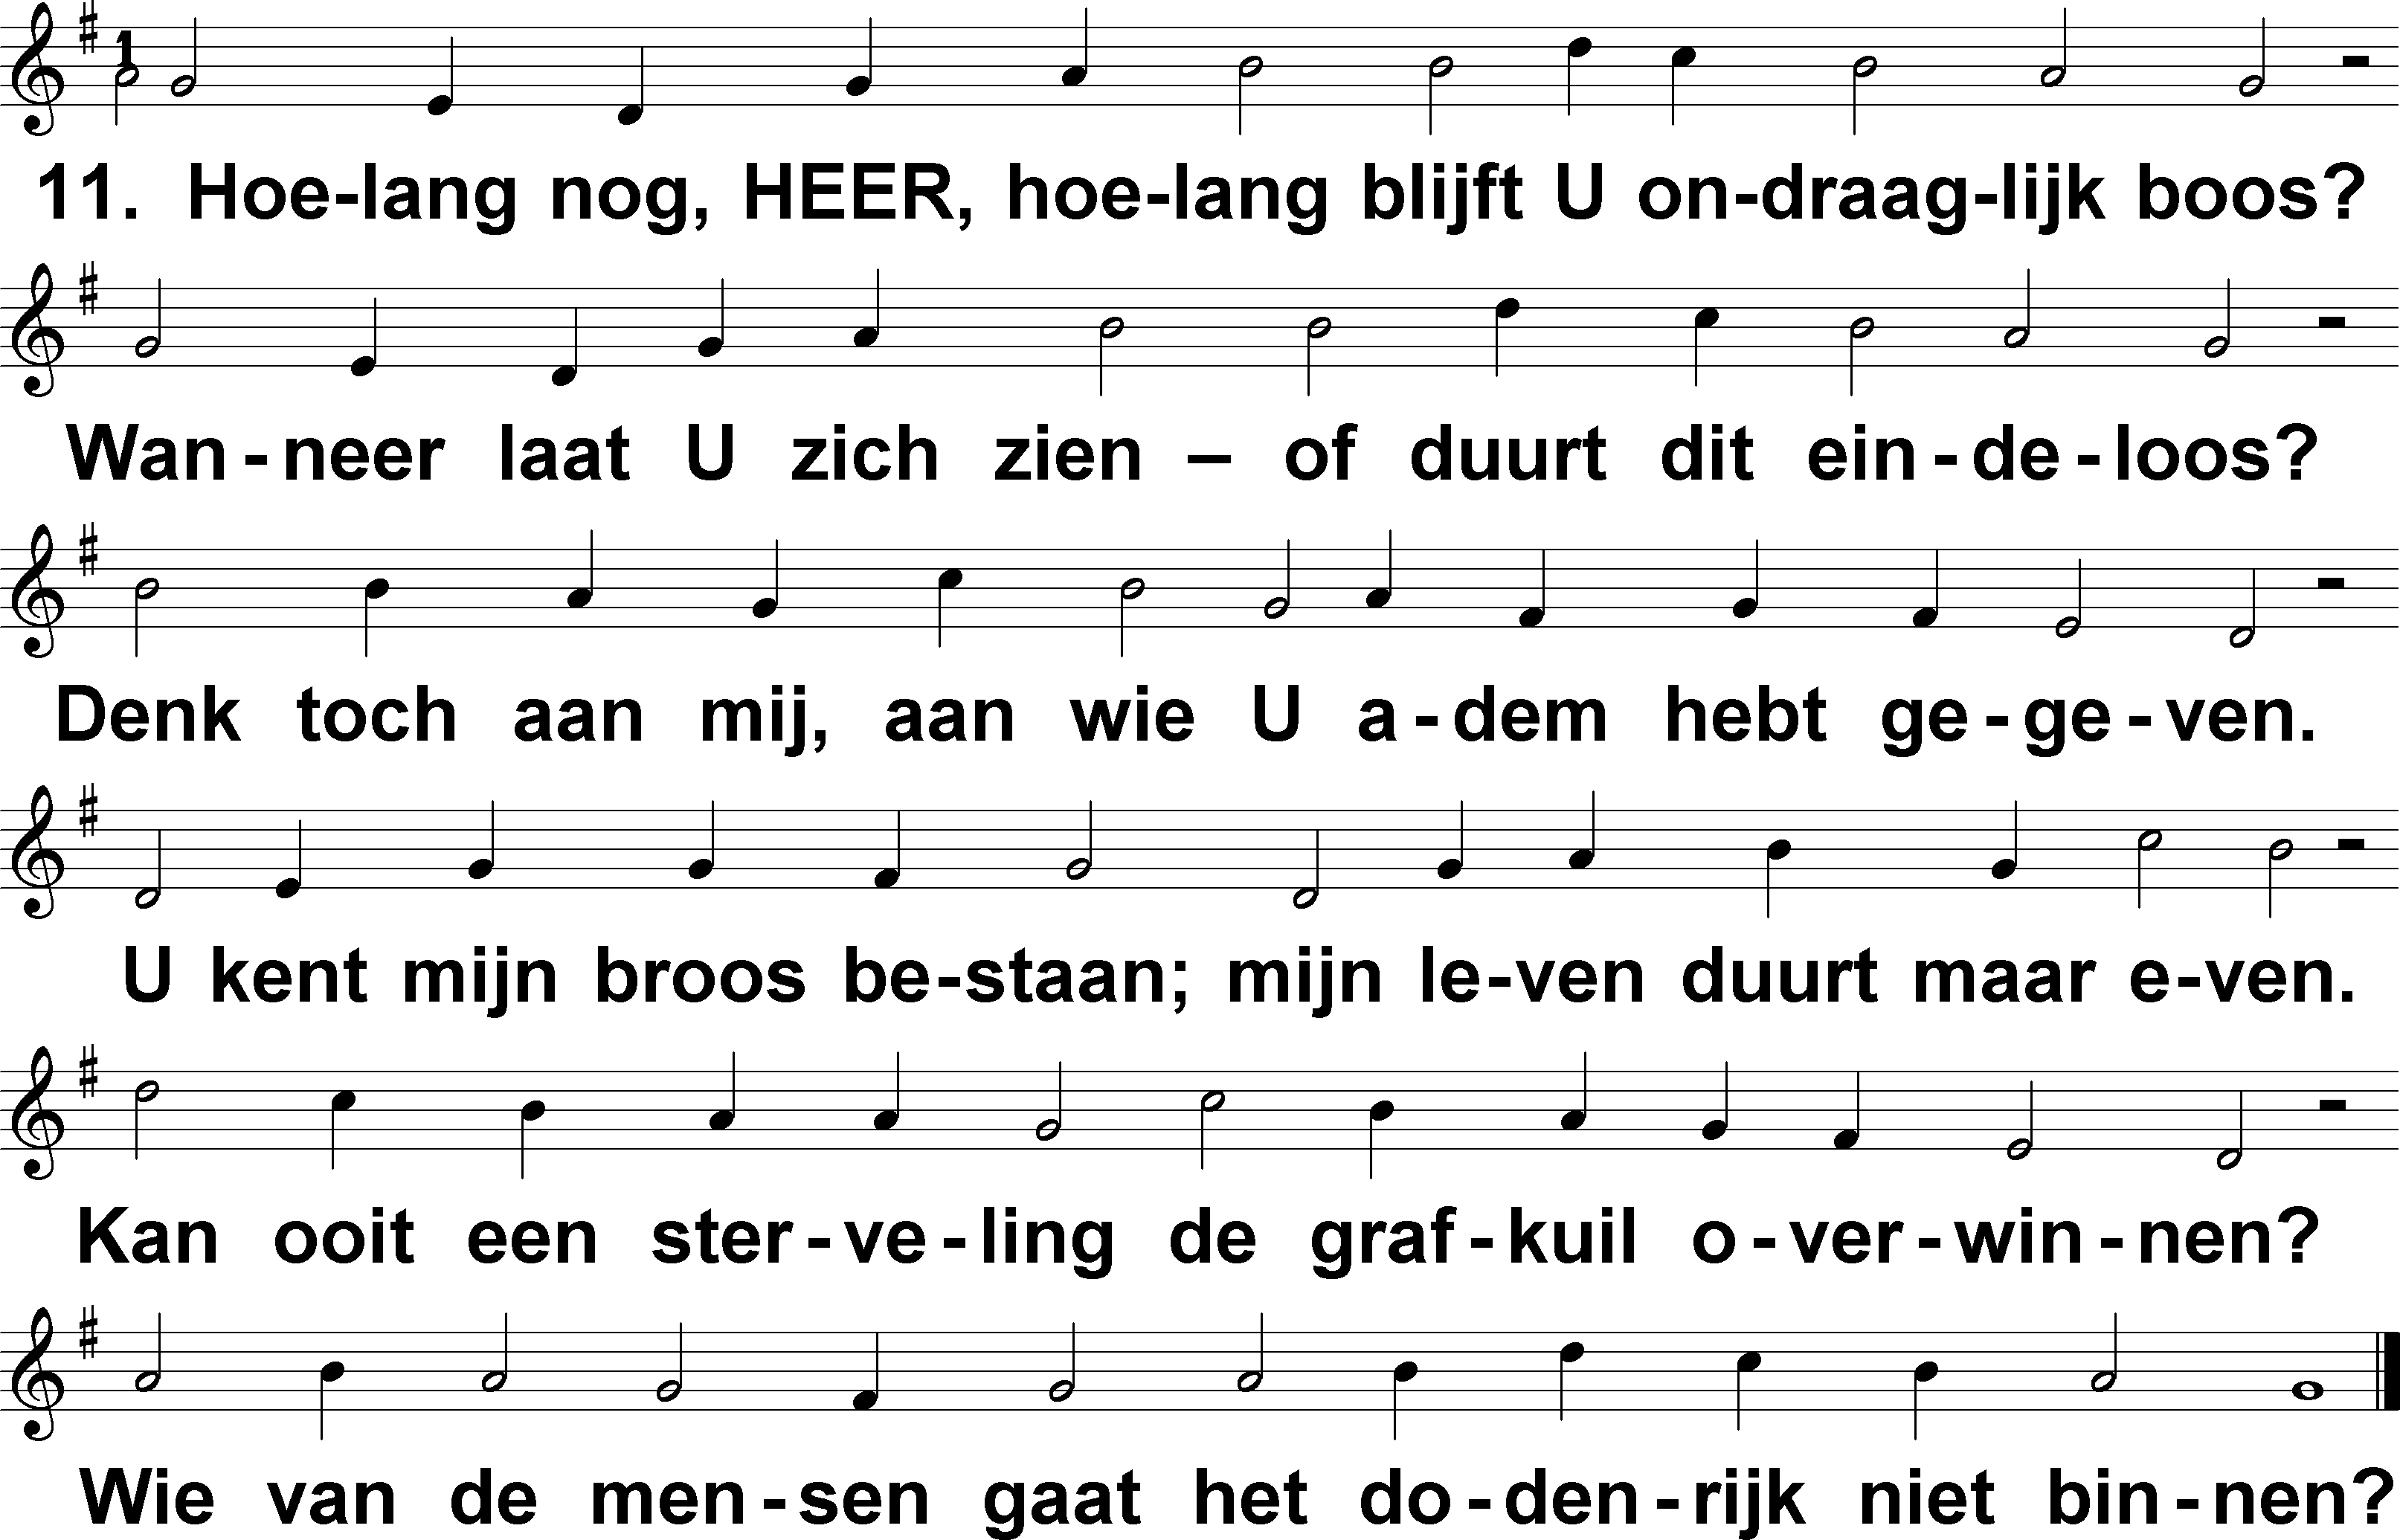 11. Hoe-lang nog, HEER, hoe-lang blijft U on-draag-lijk boos?
Wan-neer laat U zich zien – of duurt dit ein-de-loos?
Denk toch aan mij, aan wie U a-dem hebt ge-ge-ven.
U kent mijn broos be-staan; mijn le-ven duurt maar e-ven.
Kan ooit een ster-ve-ling de graf-kuil o-ver-win-nen?
Wie van de men-sen gaat het do-den-rijk niet bin-nen?